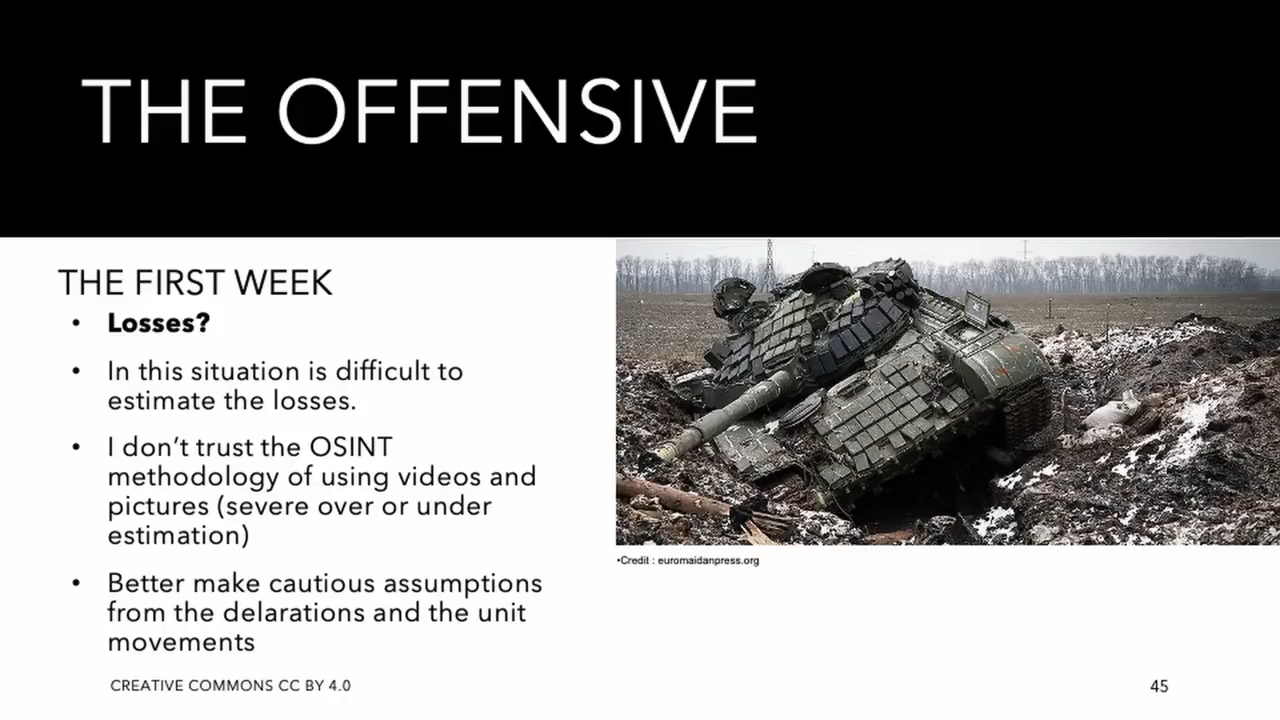 THE OFFENSIVE
THE FIRST WEEK
• Losses?
• In this situation is difficult to
estimate the losses.
• I don’t trust the OSINT
methodology of using videos and
pictures (severe over or under
estimation)
• Better make cautious assumptions
from the delarations and the unit
movements
•Credit : euromaidanpress.org
CREATIVE COMMONS CC BY 4.0
45